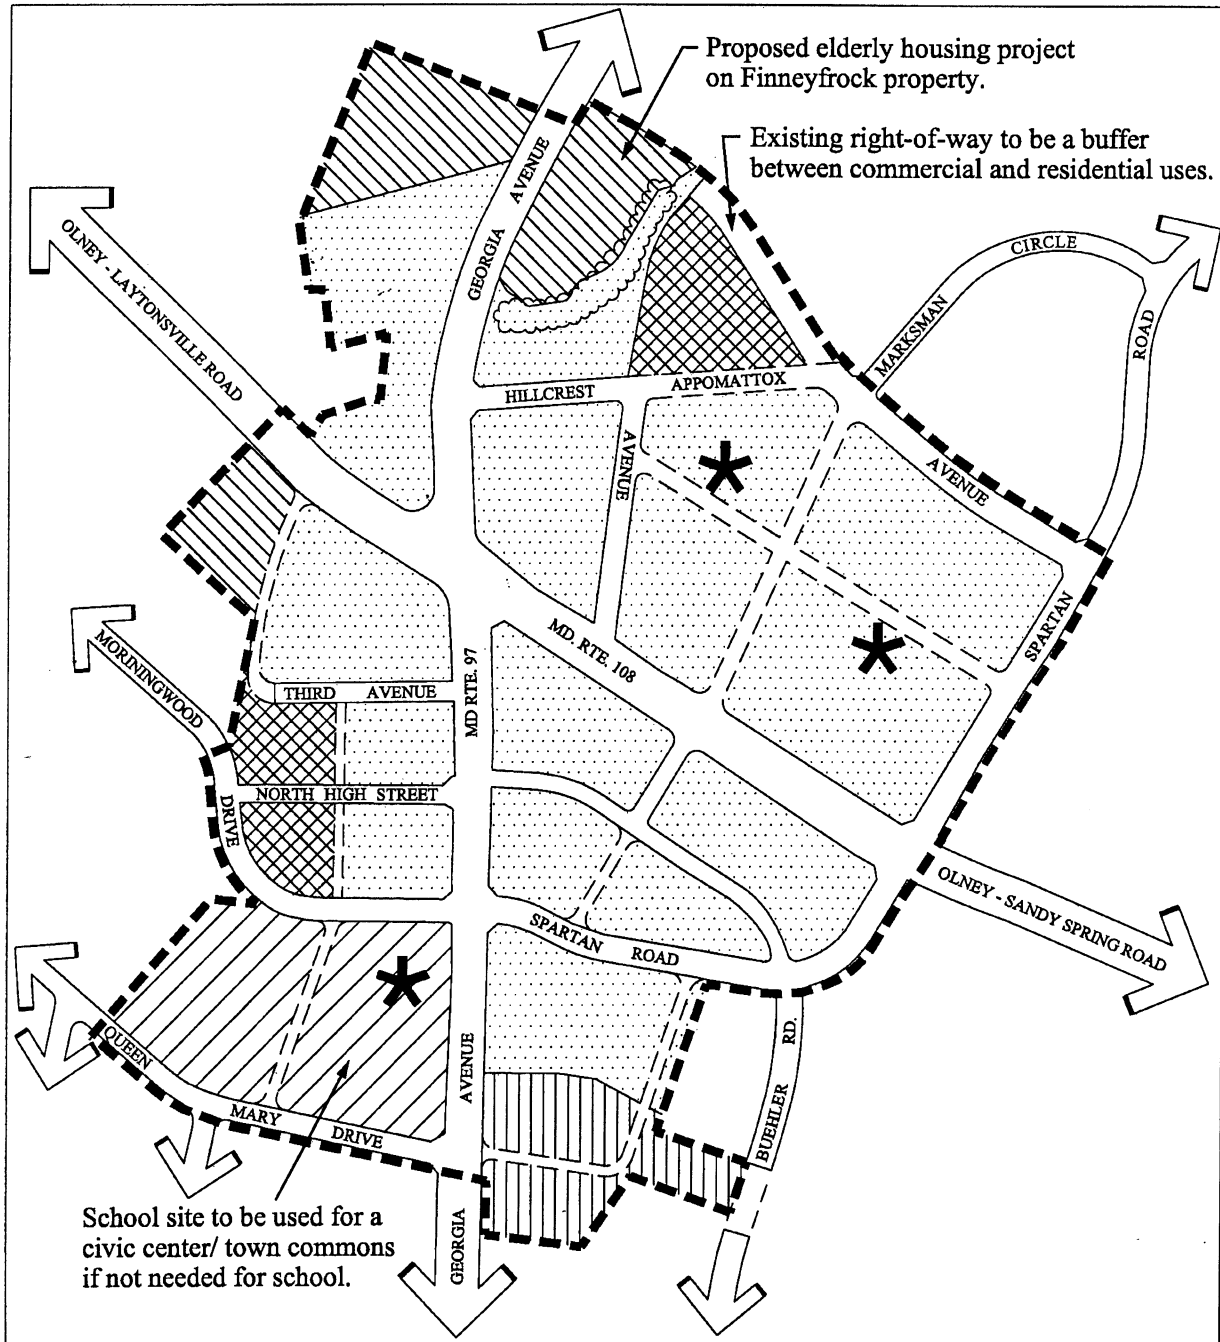 Proposed elderly housing project
on Finneyfrock property.
Existing right-of-way to be a buffer
between commercial and residential uses.
GEORGIA AVENUE
OLNEY - LAYTONSVILLE ROAD
MARKSMAN CIRCLE
ROAD
HILLCREST
APPOMATTOX
AVENUE
AVENUE
SPARTAN
MORININGWOOD
DRIVE
MD RTE. 97
MD. RTE. 108
THIRD AVENUE
NORTH HIGH STREET
OLNEY - SANDY SPRING ROAD
SPARTAN ROAD
QUEEN MARY DRIVE
AVENUE
GEORGIA
BUEHLER RD.
School site to be used for a
civic center/ town commons
if not needed for school.